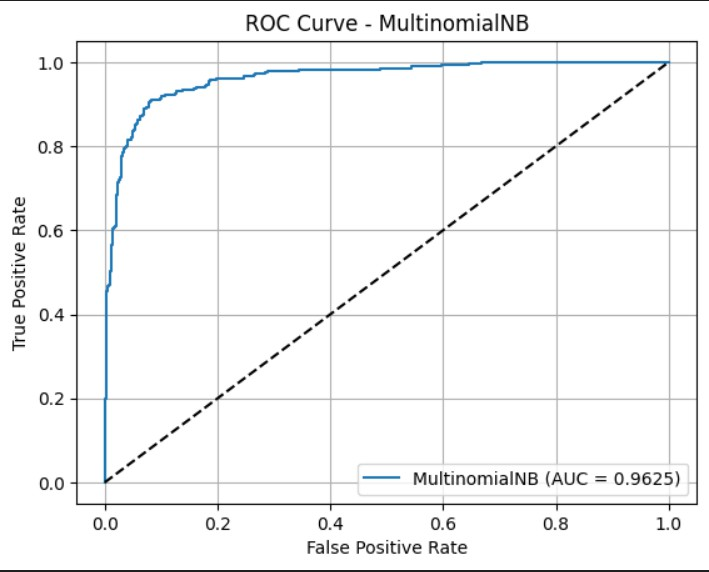 ROC Curve - MultinomialNB
1.0
0.8
0.6
0.4
0.2
0.0
True Positive Rate
MultinomialNB (AUC = 0.9625)
0.0 0.2 0.4 0.6 0.8 1.0
False Positive Rate